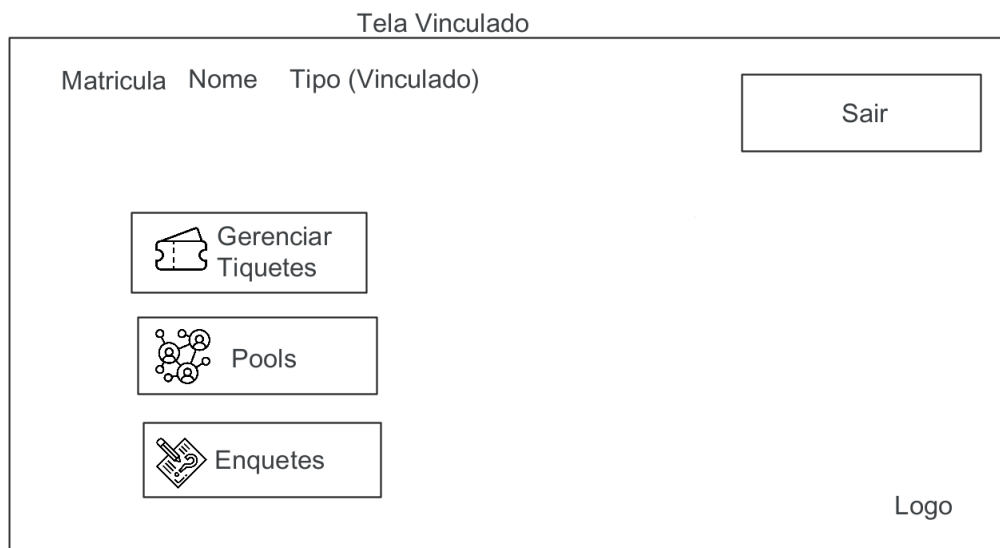 Tela Vinculado
Matricula Nome Tipo (Vinculado)
Sair
Gerenciar
Tiquetes
Pools
Enquetes
Logo